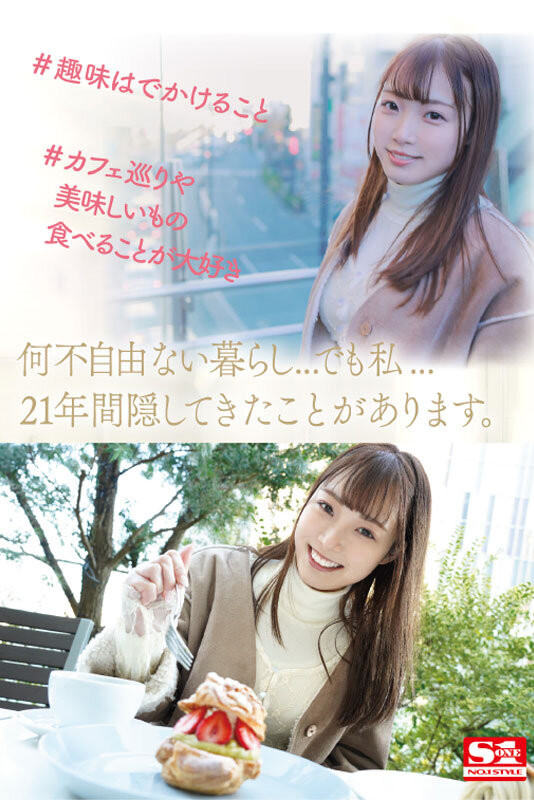 #趣味はでかけること
#カフェ巡りや
美味しいもの
食べることが大好き
何不自由ない暮らし...でも私...
21年間隠してきたことがあります。
S1
ONE
NO.1 STYLE